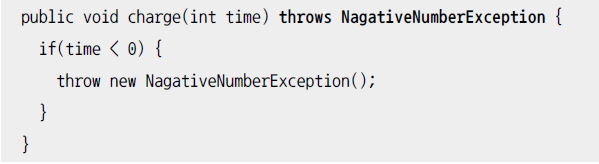 public void charge(int time) throws NagativeNumberException {
if(time < 0) {
throw new NagativeNumberException();
}
}